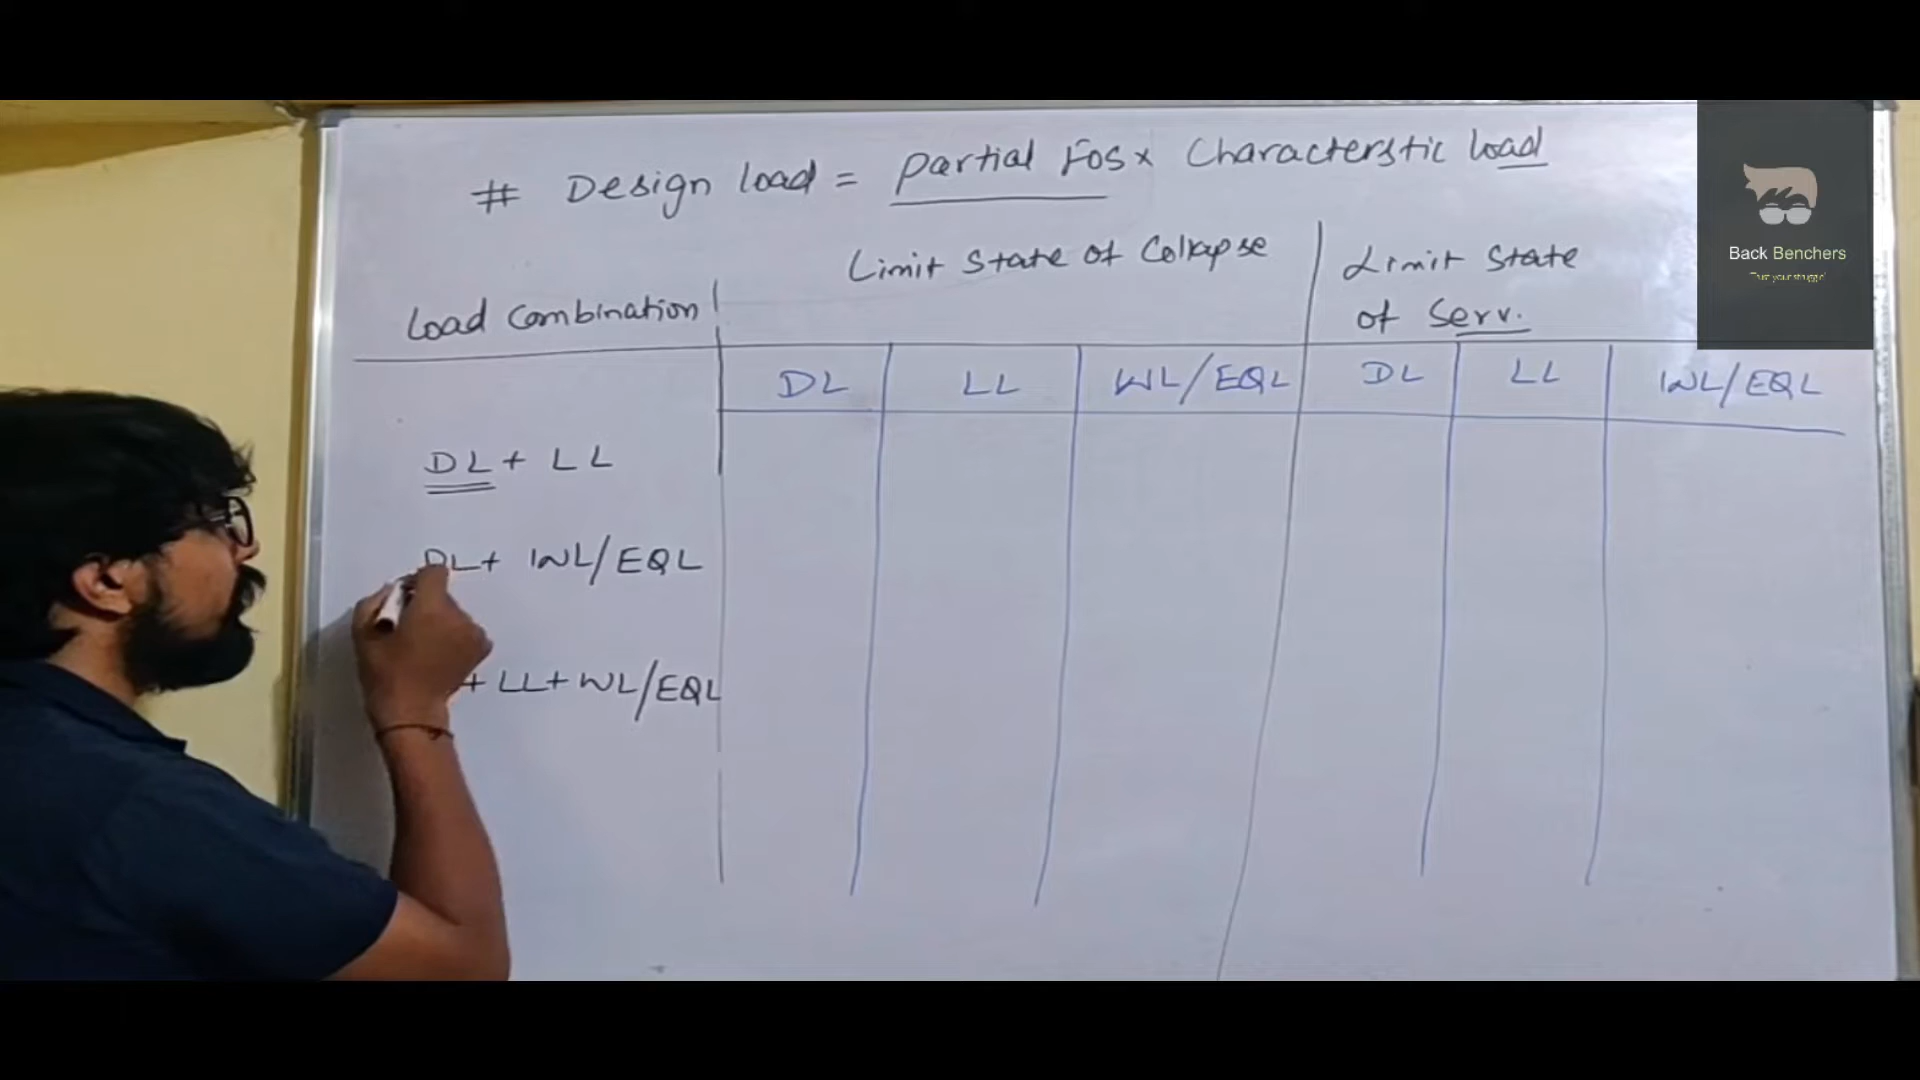 # Design load = Partial FOS x Characterstic load
Limit State of Collapse
Limit State
of Serv.
Load Combination
DL LL WL/EQL DL LL WL/EQL
DL + LL
DL + WL/EQL
+ LL + WL/EQL
Back Benchers